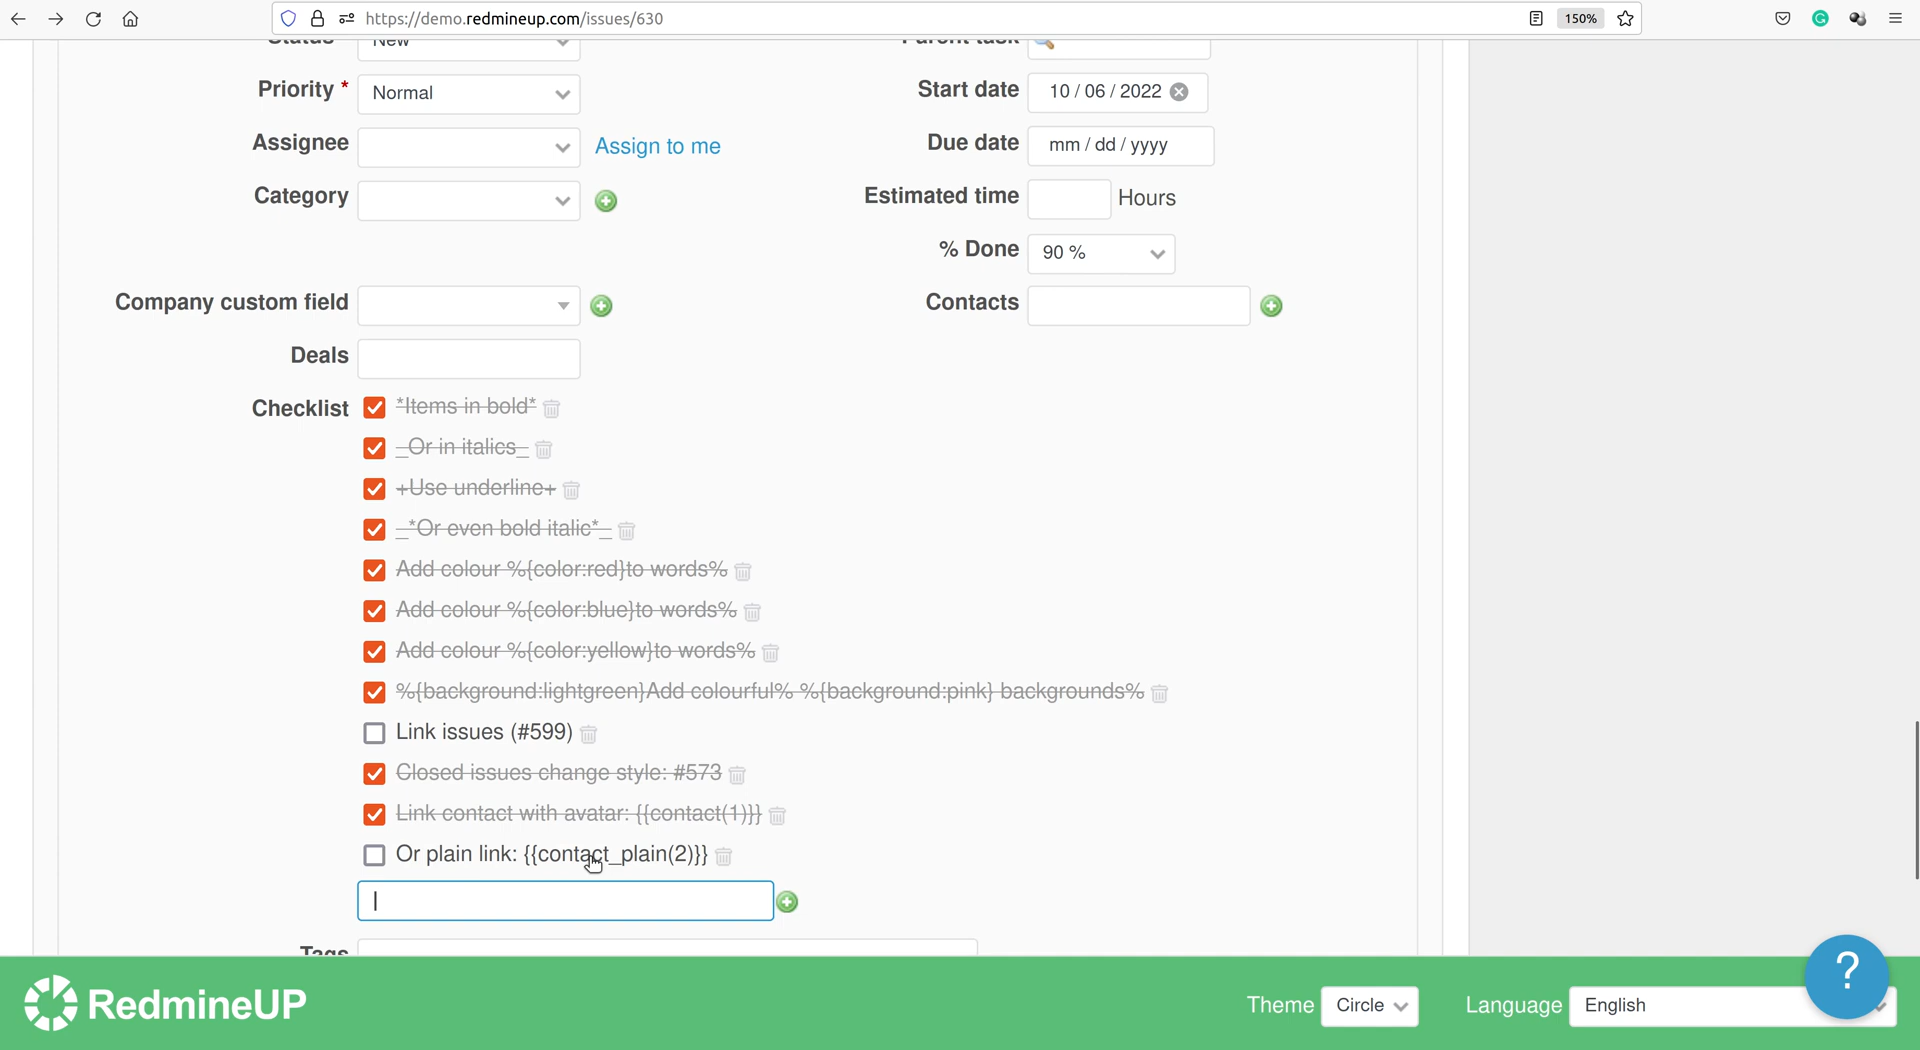 https://demo.redmineup.com/issues/630
150%
Status New Parent task
Priority * Normal Start date 10 / 06 / 2022
Assignee Assign to me Due date mm / dd / yyyy
Category Estimated time Hours
% Done 90 %
Company custom field Contacts
Deals
Checklist *Items in bold*
_Or in italics_
+Use underline+
_*Or even bold italic*_
Add colour %{color:red}to words%
Add colour %{color:blue}to words%
Add colour %{color:yellow}to words%
%{background:lightgreen}Add colourful% %{background:pink} backgrounds%
Link issues (#599)
Closed issues change style: #573
Link contact with avatar: {{contact(1)}}
Or plain link: {{contact_plain(2)}}
Tags
RedmineUP Theme Circle Language English ?